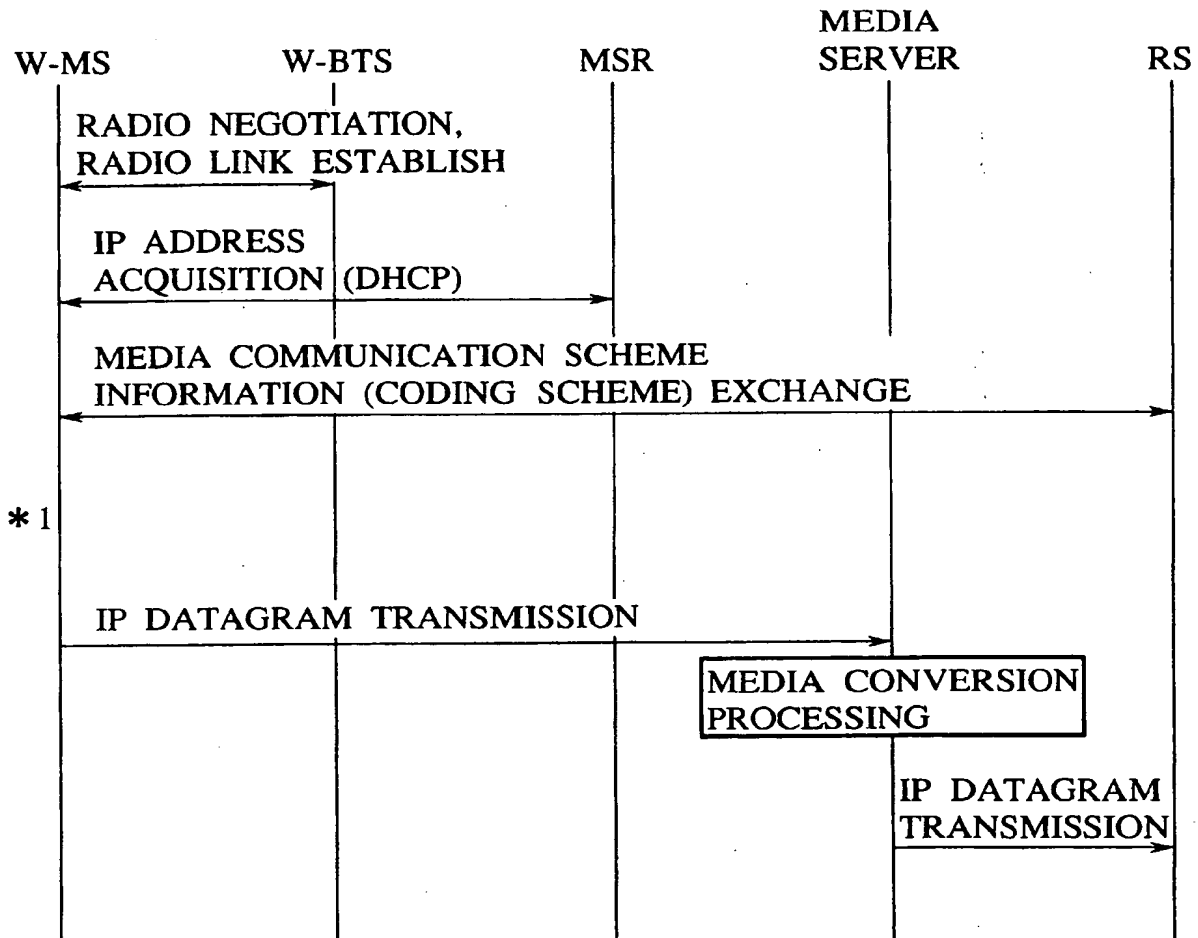 W-MS W-BTS MSR MEDIA SERVER RS
RADIO NEGOTIATION,
RADIO LINK ESTABLISH
IP ADDRESS
ACQUISITION (DHCP)
MEDIA COMMUNICATION SCHEME
INFORMATION (CODING SCHEME) EXCHANGE
*1
IP DATAGRAM TRANSMISSION
MEDIA CONVERSION
PROCESSING
IP DATAGRAM
TRANSMISSION